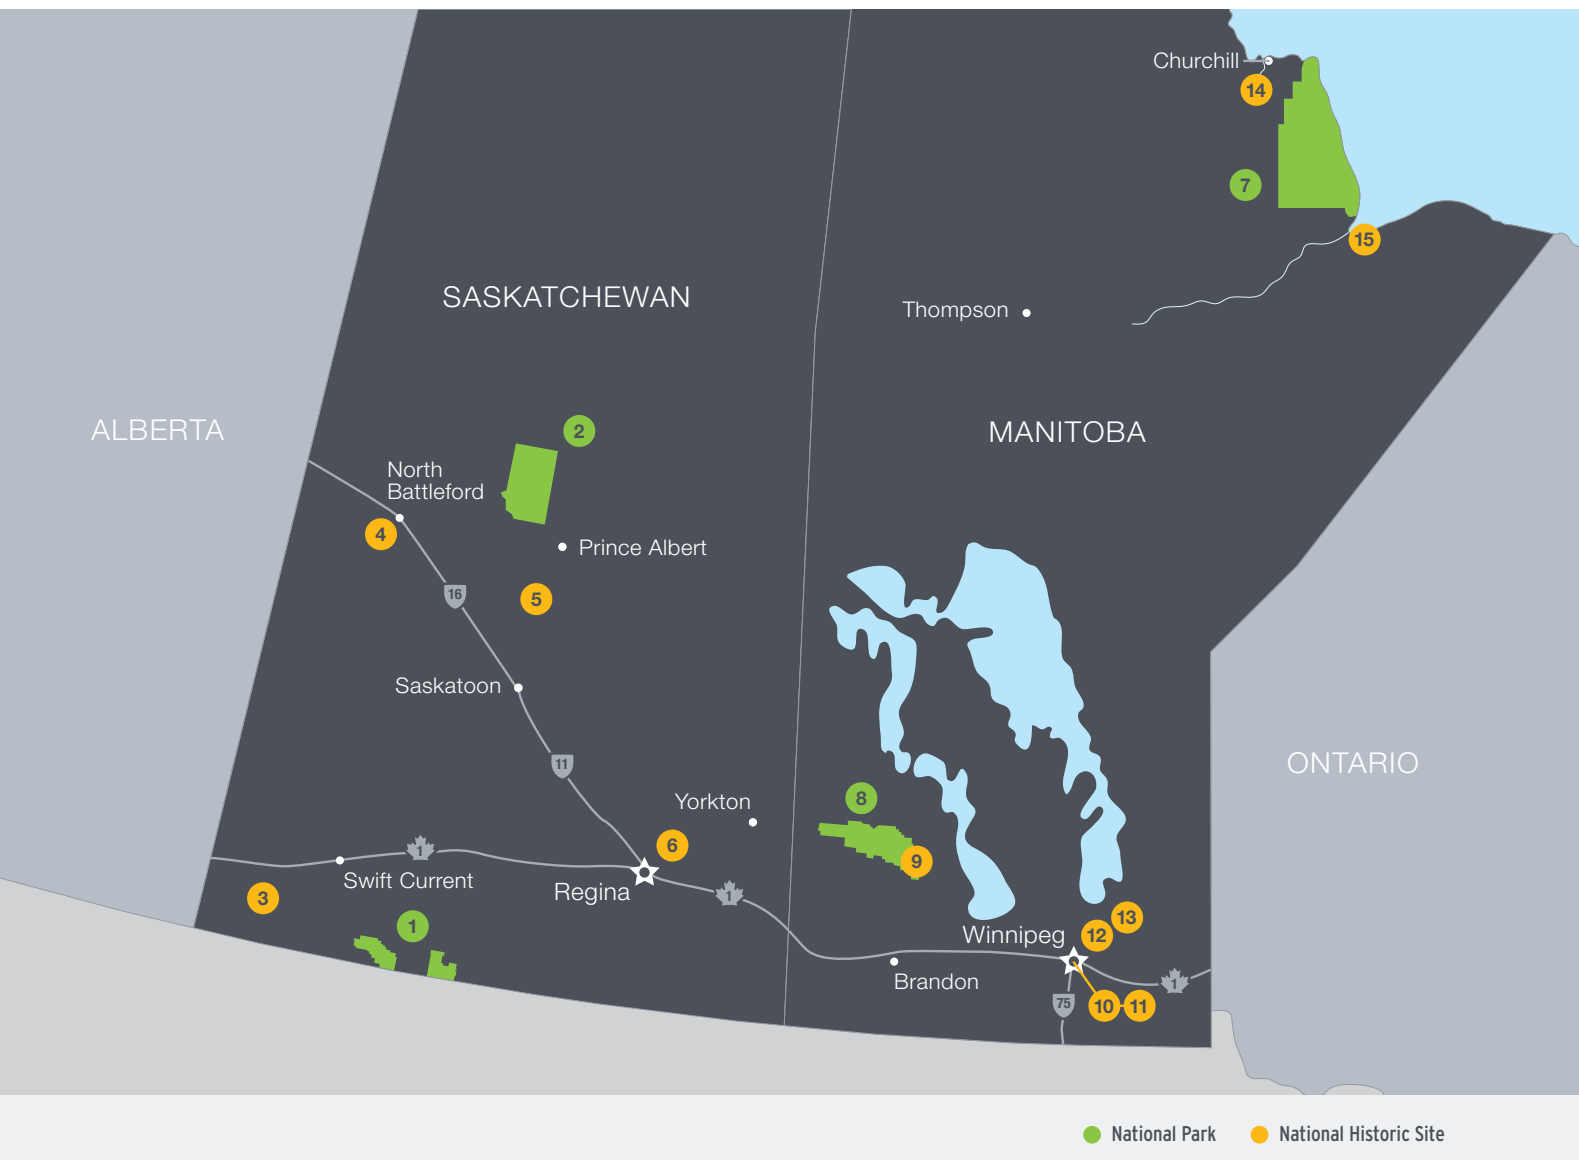 Churchill
14
7
15
SASKATCHEWAN
Thompson
ALBERTA
2
MANITOBA
North
Battleford
4
Prince Albert
16
5
Saskatoon
11
ONTARIO
Yorkton
8
6
9
1
Swift Current
Regina
1
3
1
13
Winnipeg
12
Brandon
1
75
10
11
National Park
National Historic Site